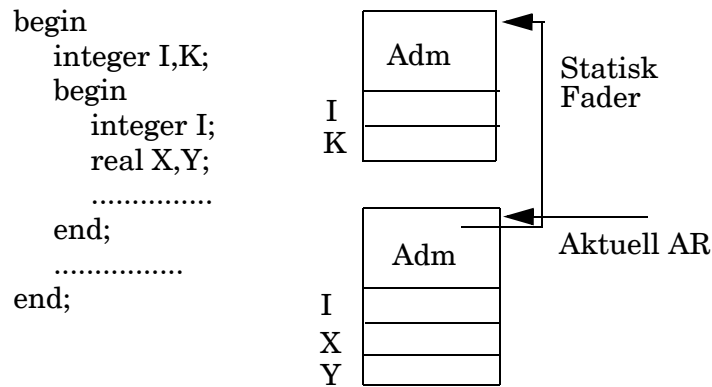 begin
integer I,K;
begin
integer I;
real X,Y;
...............
end;
................
end;
Adm
I
K
Statisk
Fader
Adm
Aktuell AR
I
X
Y